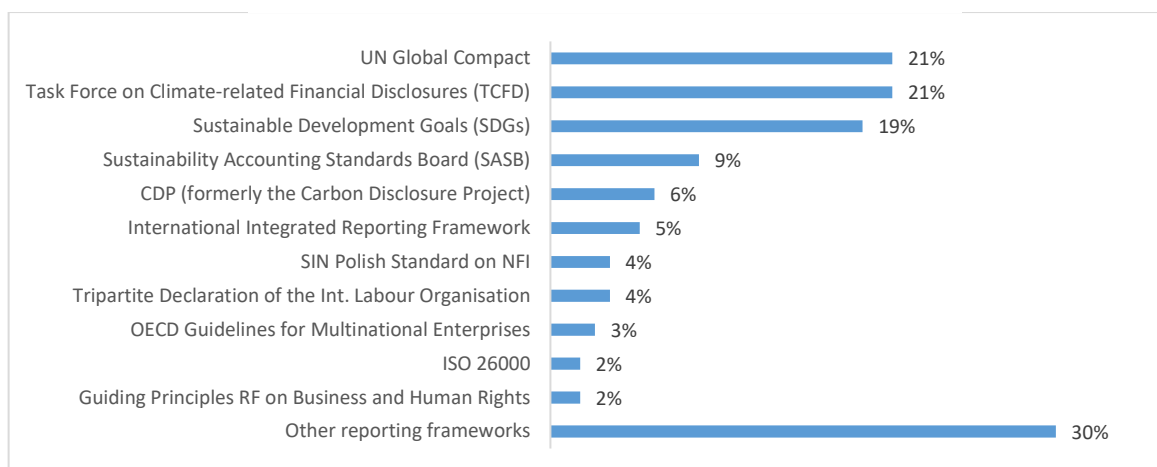 UN Global Compact 21%
Task Force on Climate-related Financial Disclosures (TCFD) 21%
Sustainable Development Goals (SDGs) 19%
Sustainability Accounting Standards Board (SASB) 9%
CDP (formerly the Carbon Disclosure Project) 6%
International Integrated Reporting Framework 5%
SIN Polish Standard on NFI 4%
Tripartite Declaration of the Int. Labour Organisation 4%
OECD Guidelines for Multinational Enterprises 3%
ISO 26000 2%
Guiding Principles RF on Business and Human Rights 2%
Other reporting frameworks 30%